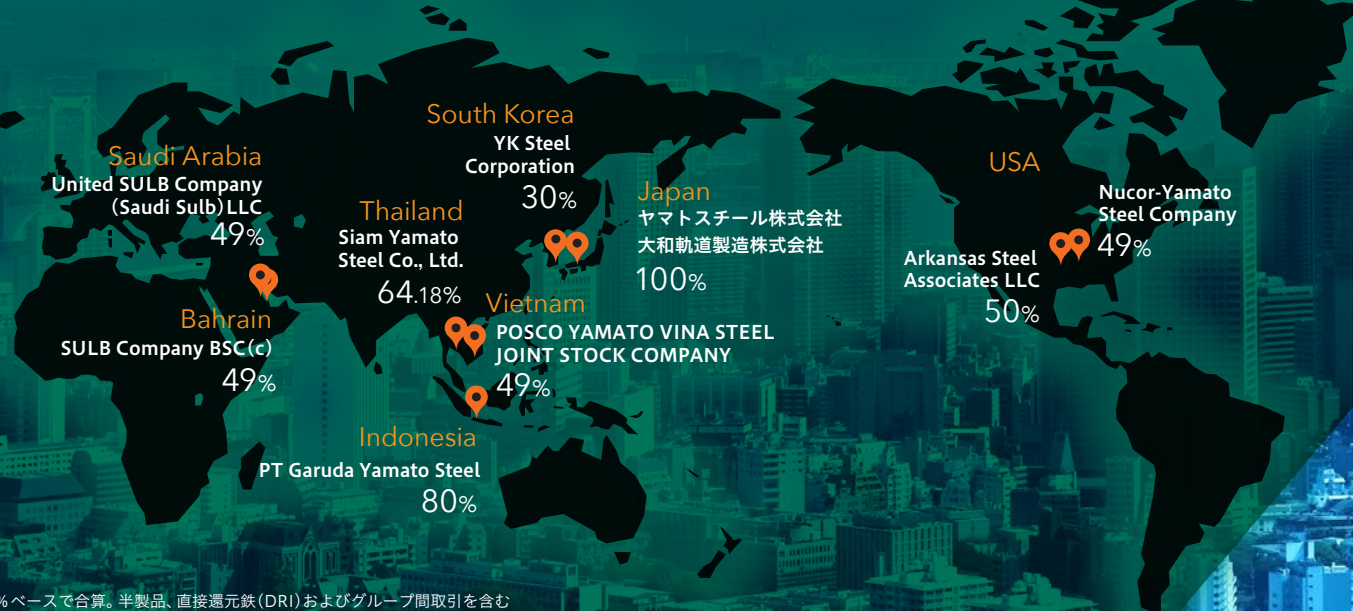 South Korea
YK Steel
Corporation
30%
Saudi Arabia
United SULB Company
(Saudi Sulb)LLC
49%
Thailand
Siam Yamato
Steel Co., Ltd.
64.18%
Japan
ヤマトスチール株式会社
大和軌道製造株式会社
100%
USA
Nucor-Yamato
Steel Company
49%
Arkansas Steel
Associates LLC
50%
Bahrain
SULB Company BSC(c)
49%
Vietnam
POSCO YAMATO VINA STEEL
JOINT STOCK COMPANY
49%
Indonesia
PT Garuda Yamato Steel
80%
%ベースで合算。半製品、直接還元鉄(DRI)およびグループ間取引を含む